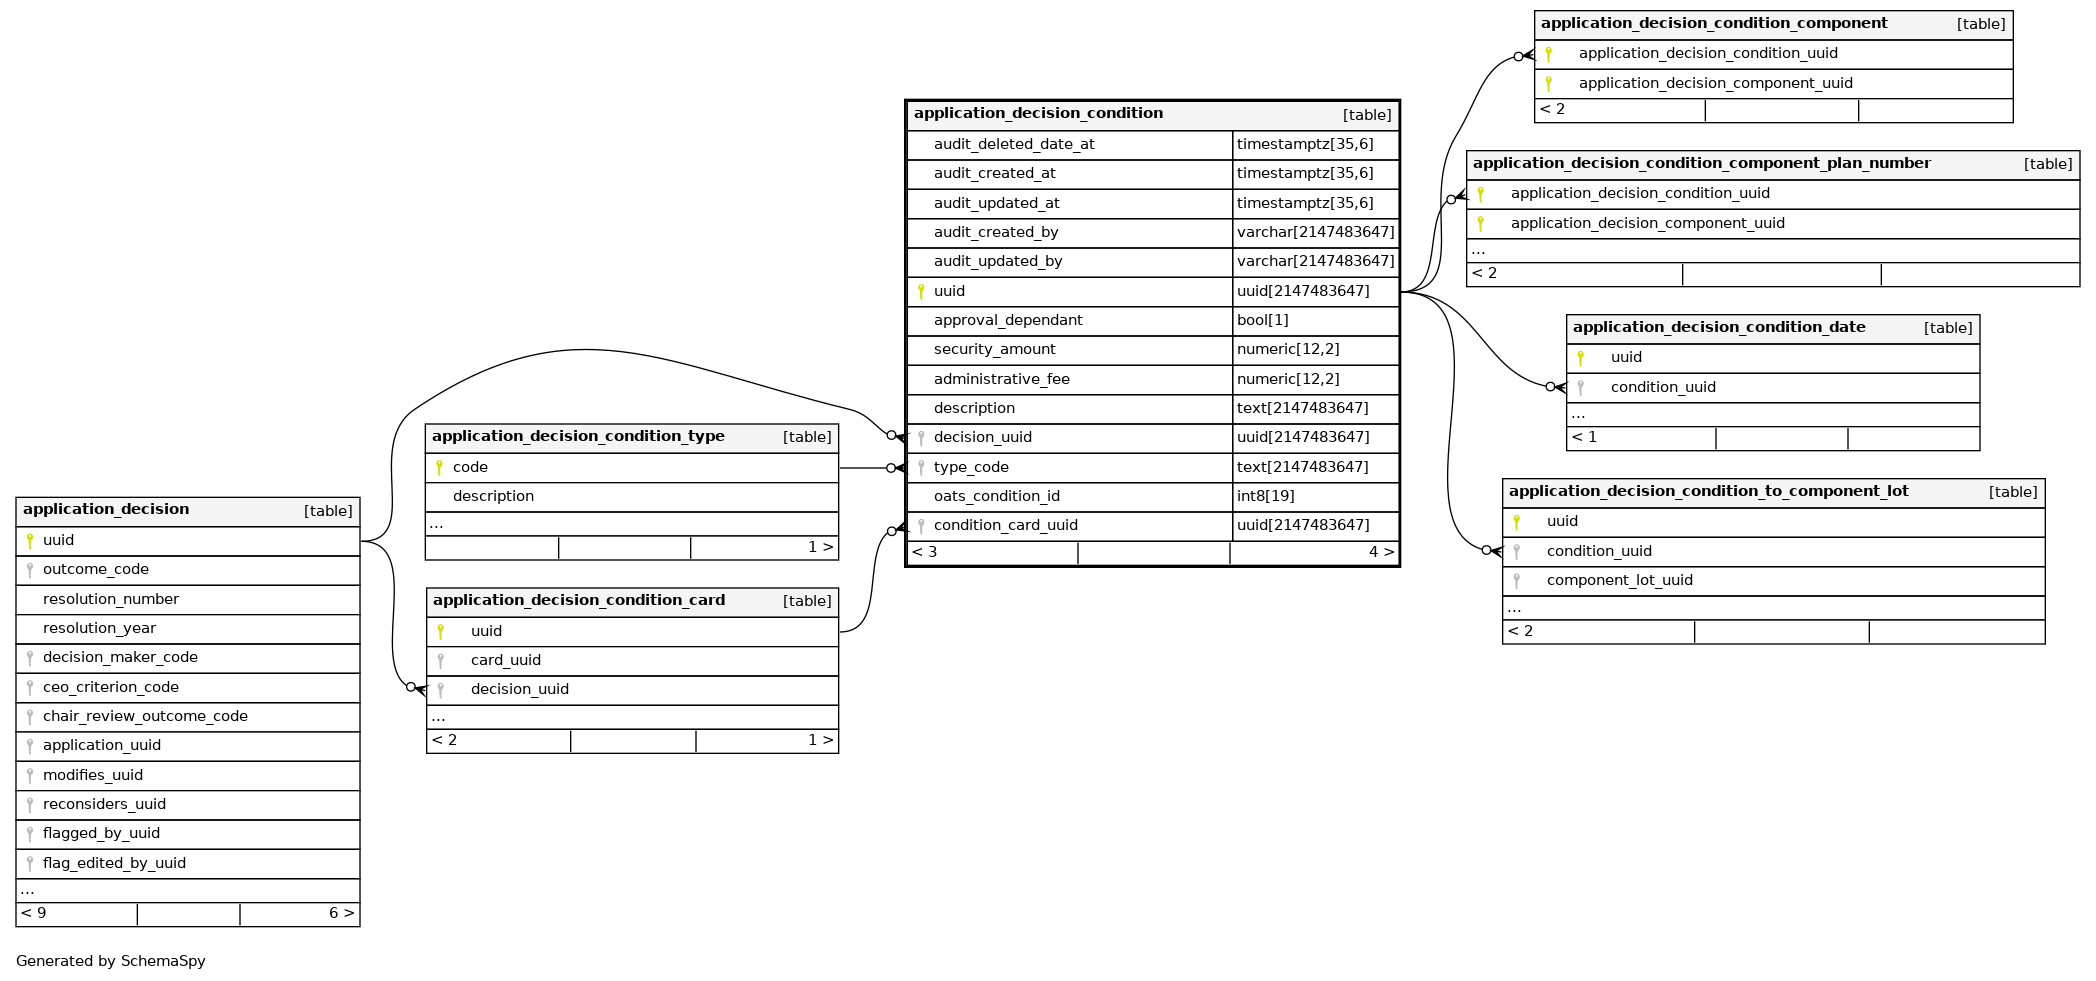 application_decision [table]
uuid
outcome_code
resolution_number
resolution_year
decision_maker_code
ceo_criterion_code
chair_review_outcome_code
application_uuid
modifies_uuid
reconsiders_uuid
flagged_by_uuid
flag_edited_by_uuid
...
< 9 6 >
application_decision_condition_type [table]
code
description
...
1 >
application_decision_condition_card [table]
uuid
card_uuid
decision_uuid
...
< 2 1 >
application_decision_condition [table]
audit_deleted_date_at timestamptz[35,6]
audit_created_at timestamptz[35,6]
audit_updated_at timestamptz[35,6]
audit_created_by varchar[2147483647]
audit_updated_by varchar[2147483647]
uuid uuid[2147483647]
approval_dependant bool[1]
security_amount numeric[12,2]
administrative_fee numeric[12,2]
description text[2147483647]
decision_uuid uuid[2147483647]
type_code text[2147483647]
oats_condition_id int8[19]
condition_card_uuid uuid[2147483647]
< 3 4 >
application_decision_condition_component [table]
application_decision_condition_uuid
application_decision_component_uuid
< 2
application_decision_condition_component_plan_number [table]
application_decision_condition_uuid
application_decision_component_uuid
...
< 2
application_decision_condition_date [table]
uuid
condition_uuid
...
< 1
application_decision_condition_to_component_lot [table]
uuid
condition_uuid
component_lot_uuid
...
< 2
Generated by SchemaSpy